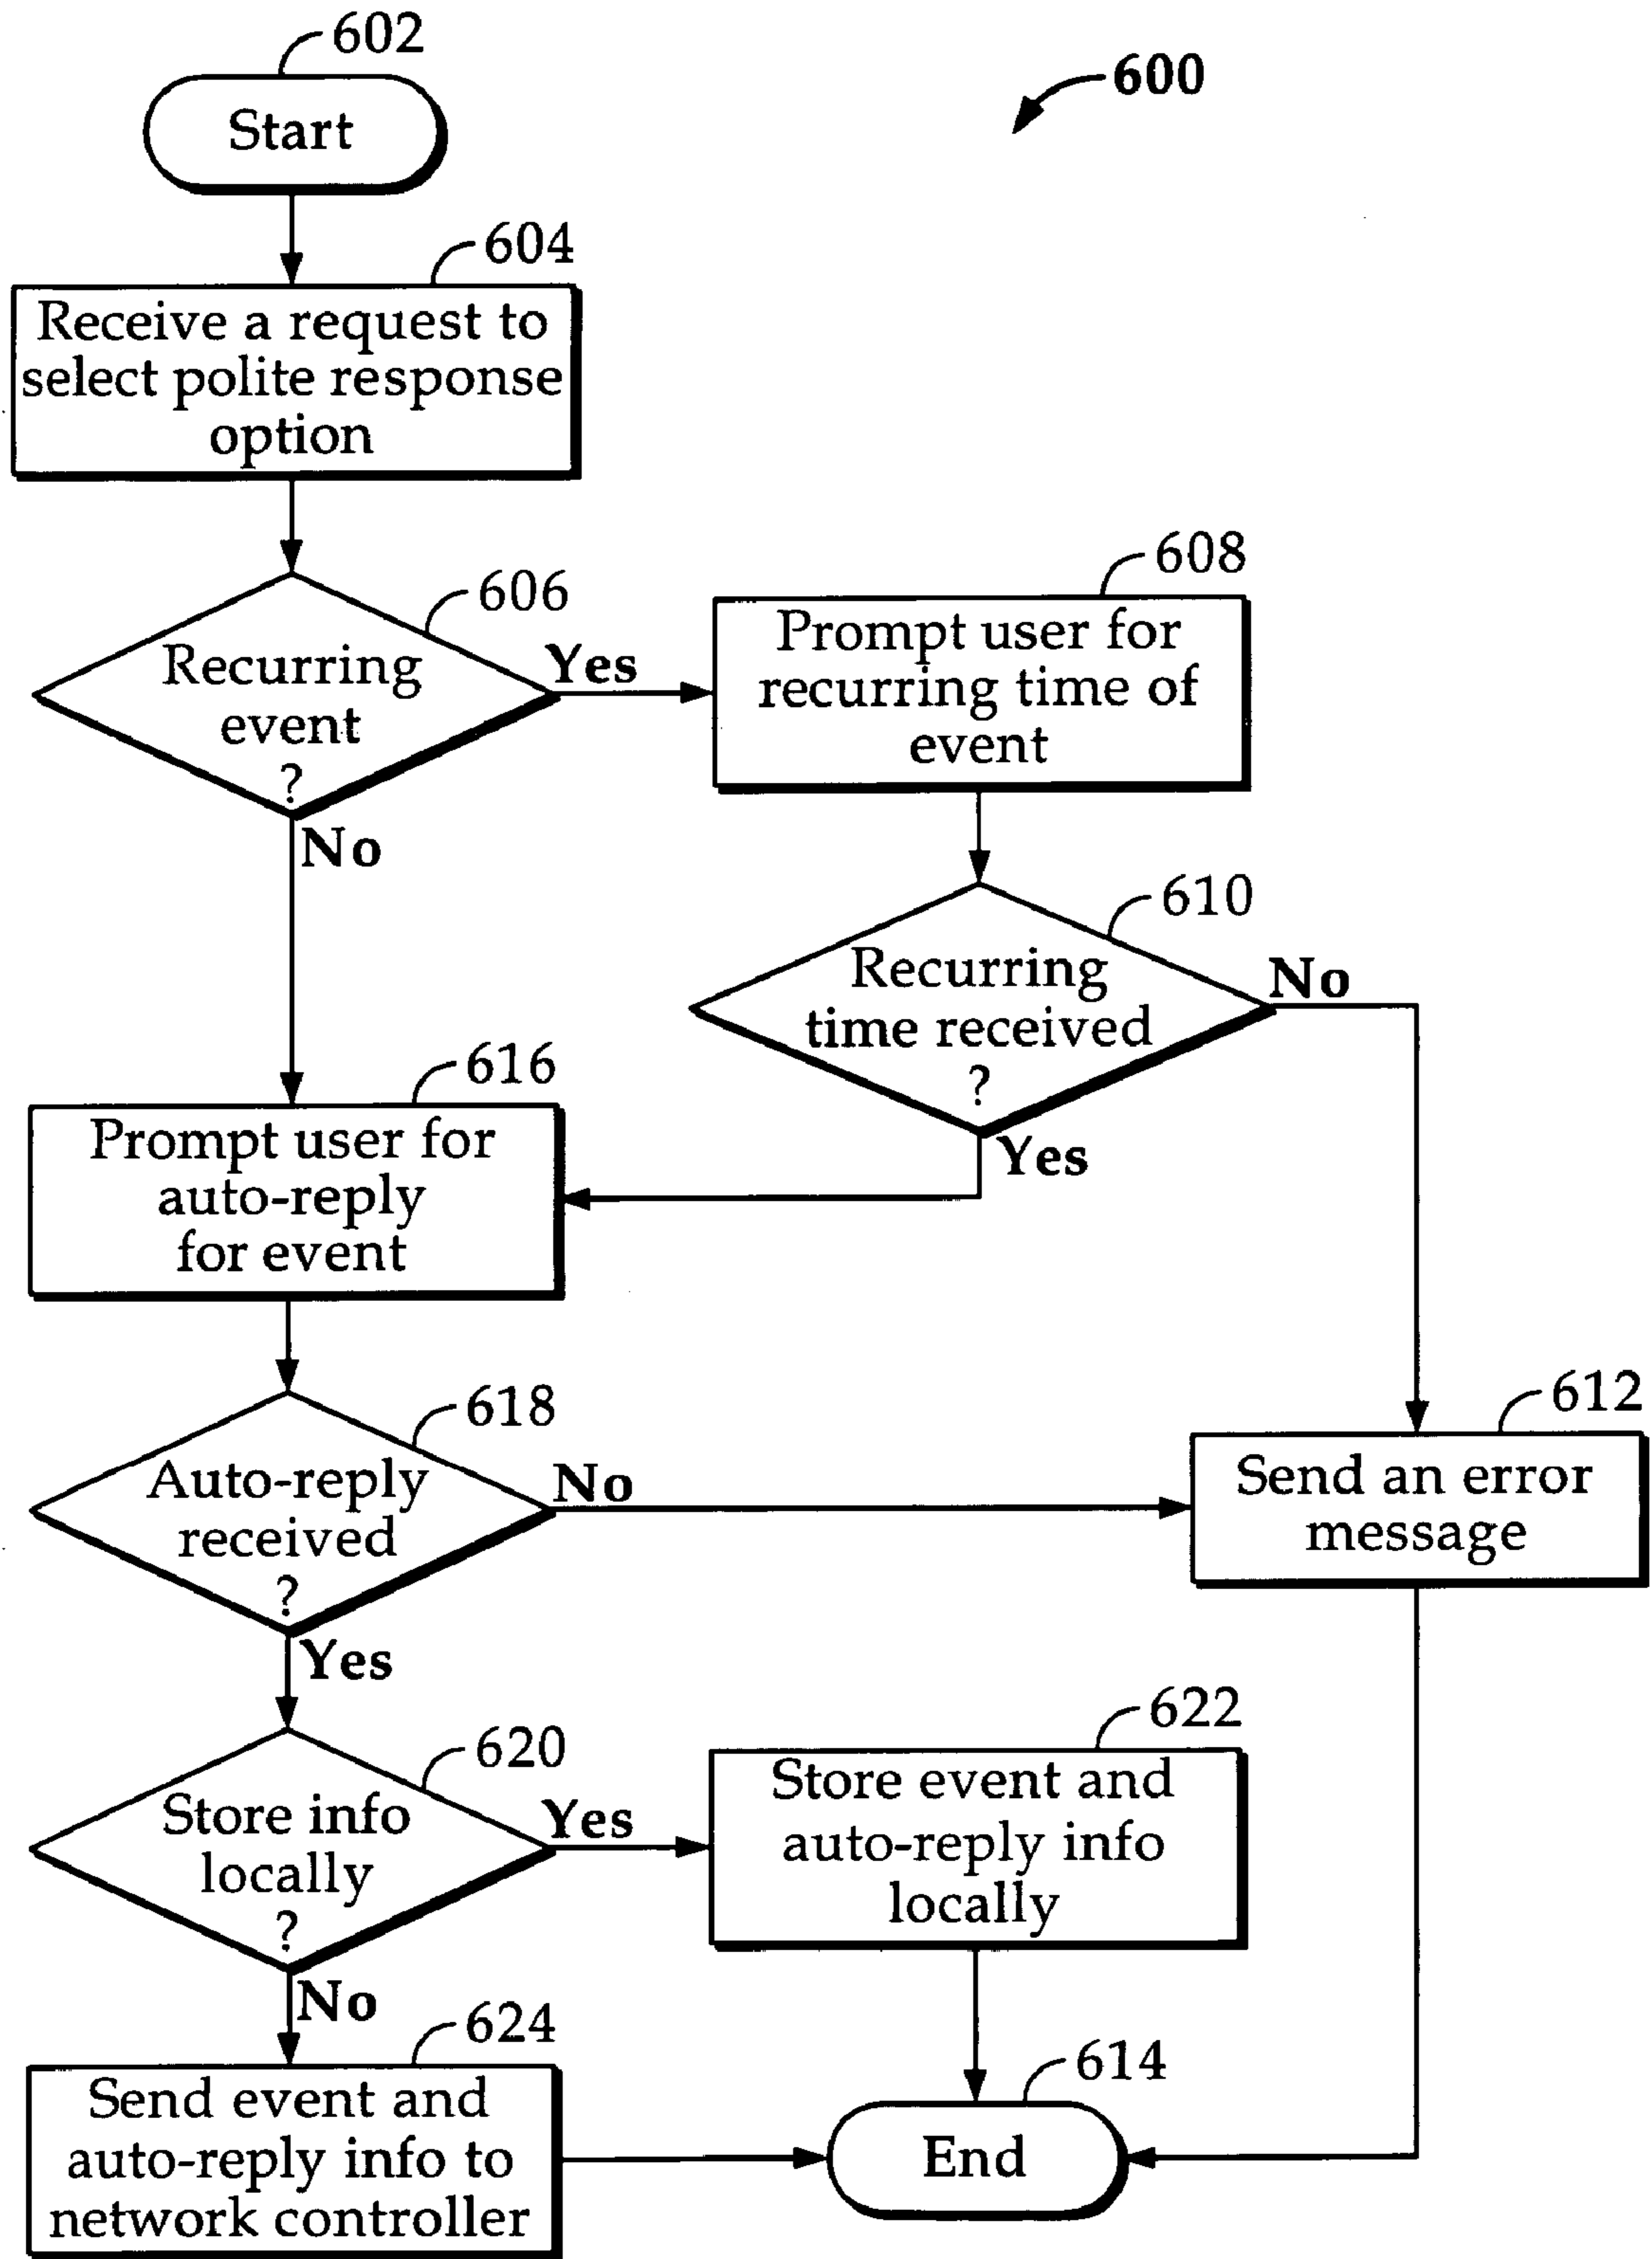 602
600
Start
604
Receive a request to
select polite response
option
606
Recurring
event
?
Yes
No
608
Prompt user for
recurring time of
event
610
Recurring
time received
?
No
Yes
616
Prompt user for
auto-reply
for event
618
Auto-reply
received
?
No
Yes
612
Send an error
message
620
Store info
locally
?
Yes
No
622
Store event and
auto-reply info
locally
624
Send event and
auto-reply info to
network controller
614
End